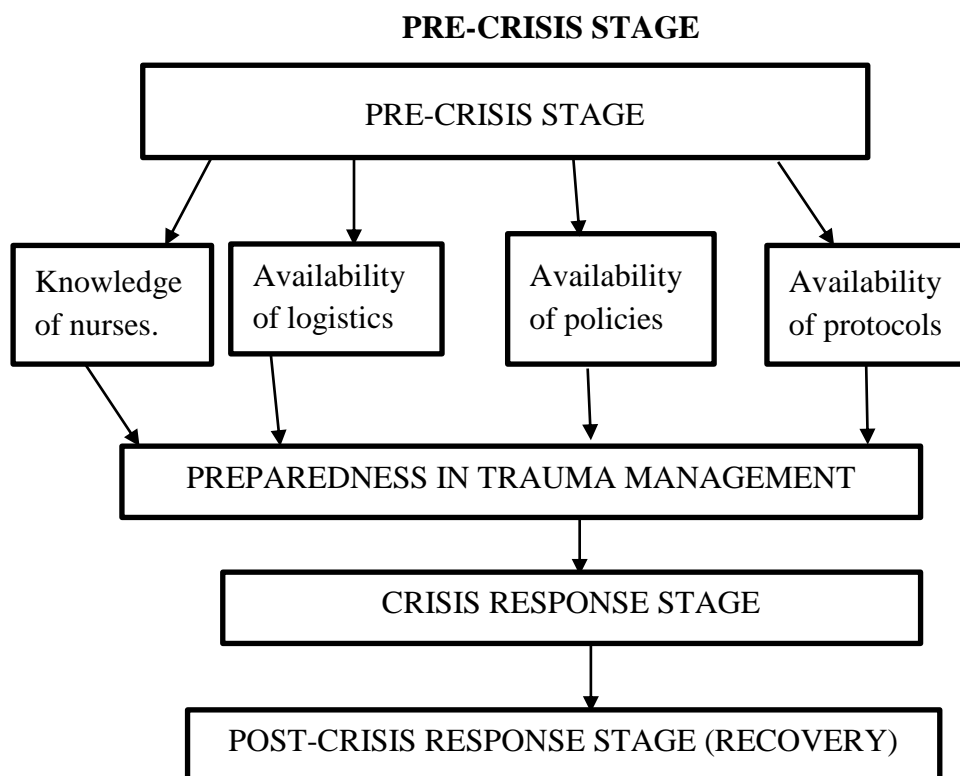 PRE-CRISIS STAGE
PRE-CRISIS STAGE
Knowledge
of nurses.
Availability
of logistics
Availability
of policies
Availability
of protocols
PREPAREDNESS IN TRAUMA MANAGEMENT
CRISIS RESPONSE STAGE
POST-CRISIS RESPONSE STAGE (RECOVERY)